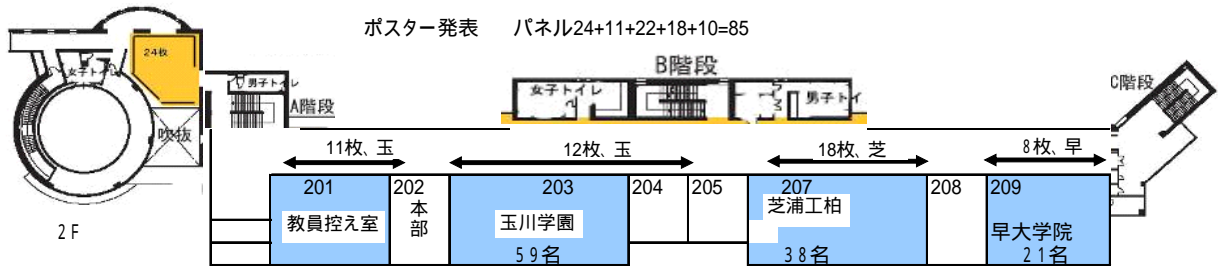 ポスター発表 パネル24+11+22+18+10=85
24枚
女子トイレ
男子トイレ
A階段
吹抜
B階段
女子トイレ
男子トイ
C階段
11枚、玉
12枚、玉
18枚、芝
8枚、早
201
202
203
204
205
207
208
209
教員控え室
本部
玉川学園
芝浦工柏
早大学院
59名
38名
21名
2F